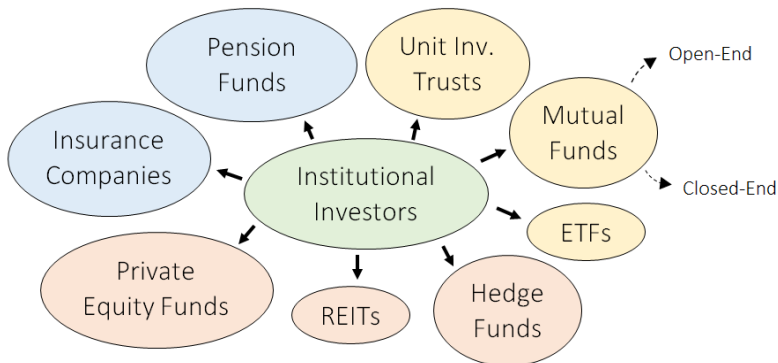 Pension
Funds
Unit Inv.
Trusts
Open-End
Mutual
Funds
Closed-End
Insurance
Companies
Institutional
Investors
ETFs
Private
Equity Funds
REITs
Hedge
Funds